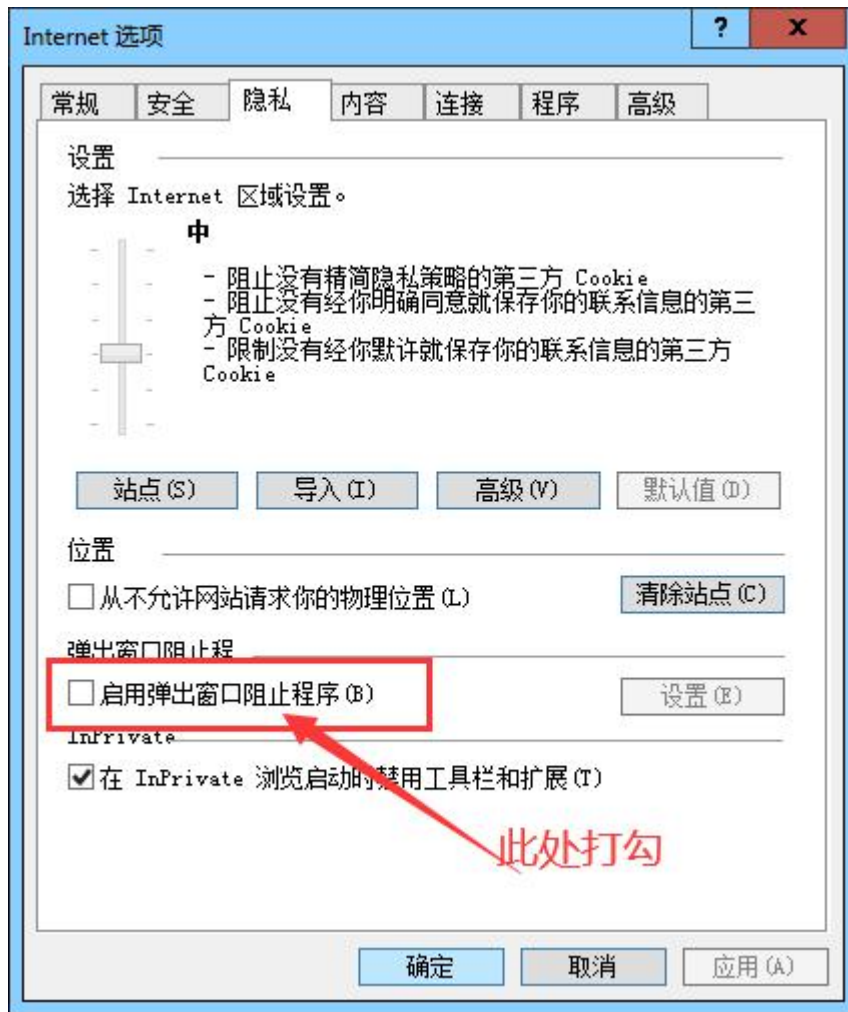 Internet 选项
?
x
常规 安全 隐私 内容 连接 程序 高级
设置
选择 Internet 区域设置。
中
- 阻止没有精简隐私策略的第三方 Cookie
- 阻止没有经你明确同意就保存你的联系信息的第三
方 Cookie
- 限制没有经你默许就保存你的联系信息的第三方
Cookie
站点(S) 导入(I) 高级(V) 默认值(D)
位置
从不允许网站请求你的物理位置(L) 清除站点(C)
弹出窗口阻止程
启用弹出窗口阻止程序(B) 设置(E)
InPrivate
在 InPrivate 浏览启动时禁用工具栏和扩展(T)
此处打勾
确定 取消 应用(A)